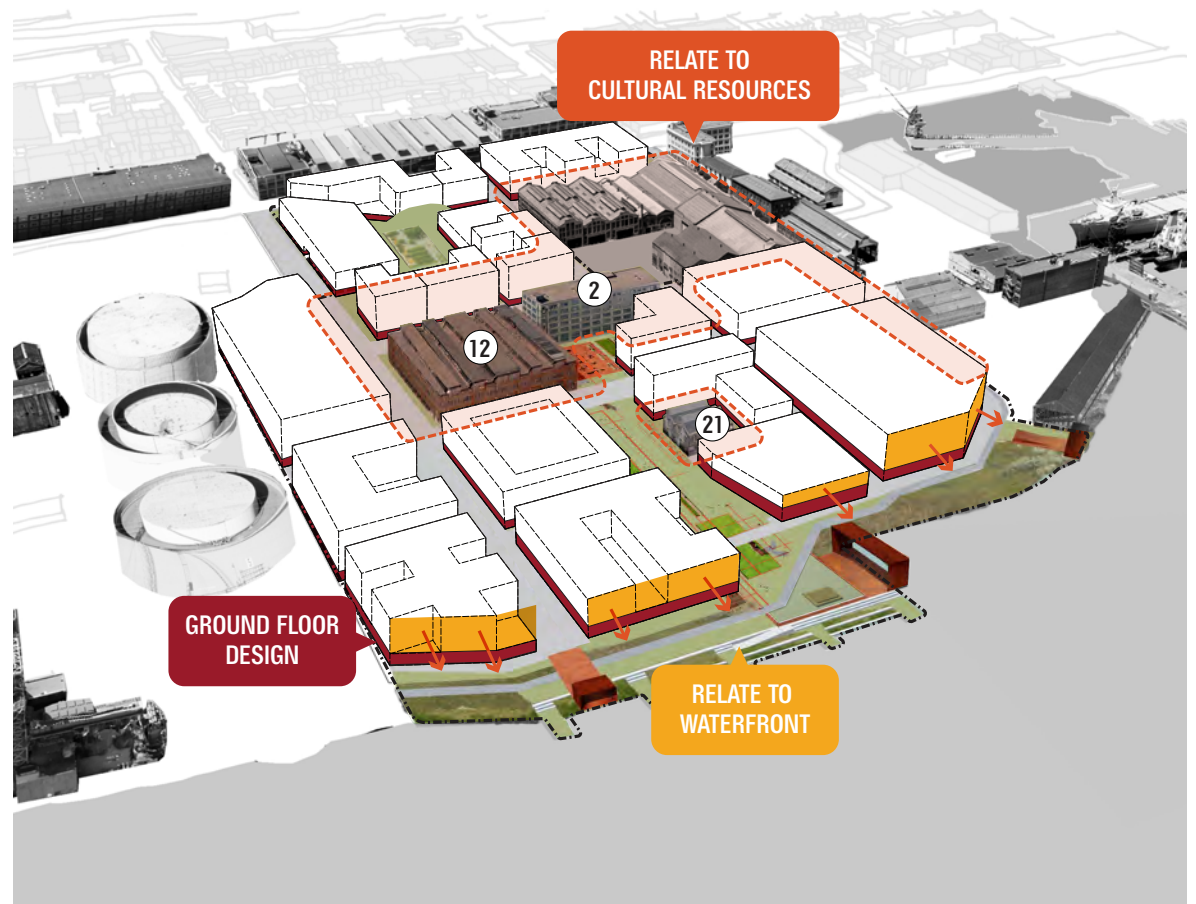 RELATE TO
CULTURAL RESOURCES
2
12
21
GROUND FLOOR
DESIGN
RELATE TO
WATERFRONT